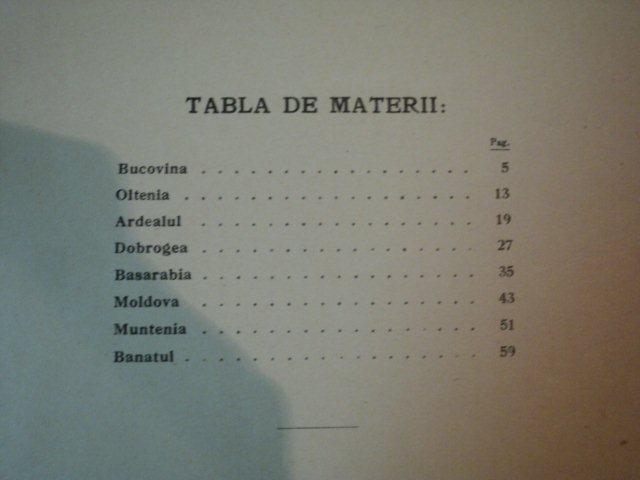 TABLA DE MATERII:
Pag.
Bucovina . . . . . . . . . . . . . . . . . 5
Oltenia . . . . . . . . . . . . . . . . . . 13
Ardealul . . . . . . . . . . . . . . . . . 19
Dobrogea . . . . . . . . . . . . . . . . . 27
Basarabia . . . . . . . . . . . . . . . . . 35
Moldova . . . . . . . . . . . . . . . . . 43
Muntenia . . . . . . . . . . . . . . . . . 51
Banatul . . . . . . . . . . . . . . . . . . 59